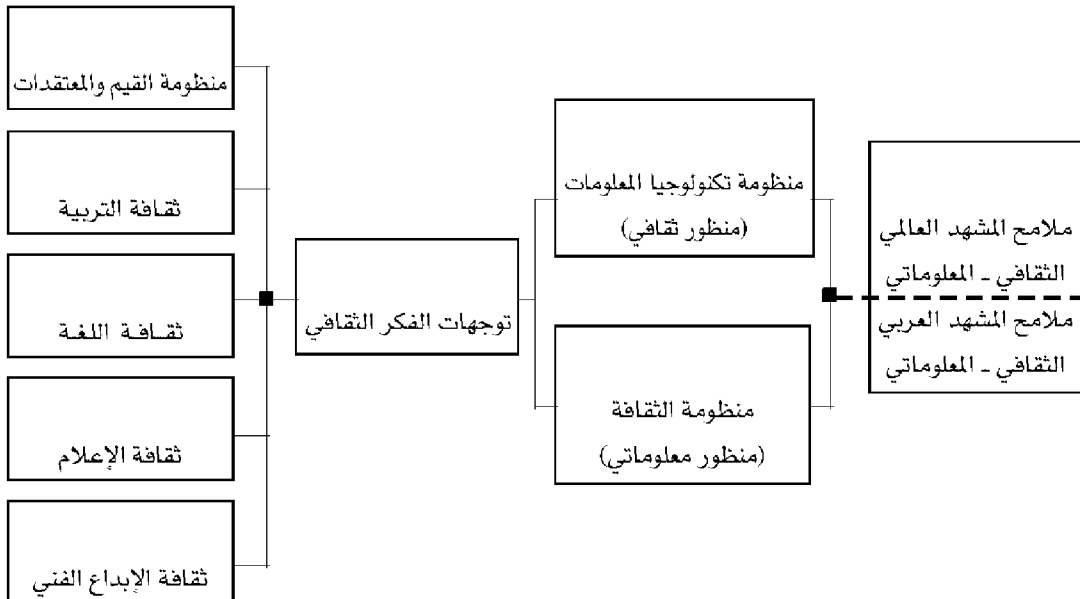 ملامح المشهد العالمي
الثقافي ـ المعلوماتي
ملامح المشهد العربي
الثقافي ـ المعلوماتي
منظومة تكنولوجيا المعلومات
(منظور ثقافي)
منظومة الثقافة
(منظور معلوماتي)
توجهات الفكر الثقافي
منظومة القيم والمعتقدات
ثقافة التربية
ثقافة اللغة
ثقافة الإعلام
ثقافة الإبداع الفني